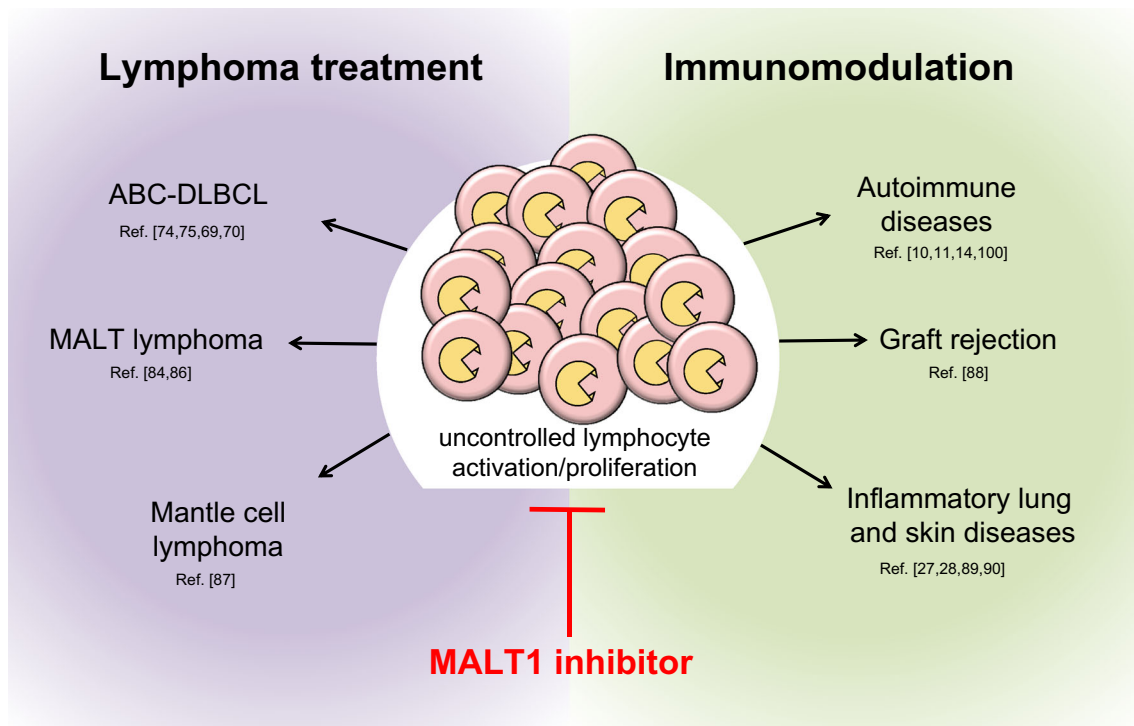 Lymphoma treatment
ABC-DLBCL
Ref. [74,75,69,70]
MALT lymphoma
Ref. [84,86]
Mantle cell
lymphoma
Ref. [87]
uncontrolled lymphocyte
activation/proliferation
MALT1 inhibitor
Immunomodulation
Autoimmune
diseases
Ref. [10,11,14,100]
Graft rejection
Ref. [88]
Inflammatory lung
and skin diseases
Ref. [27,28,89,90]